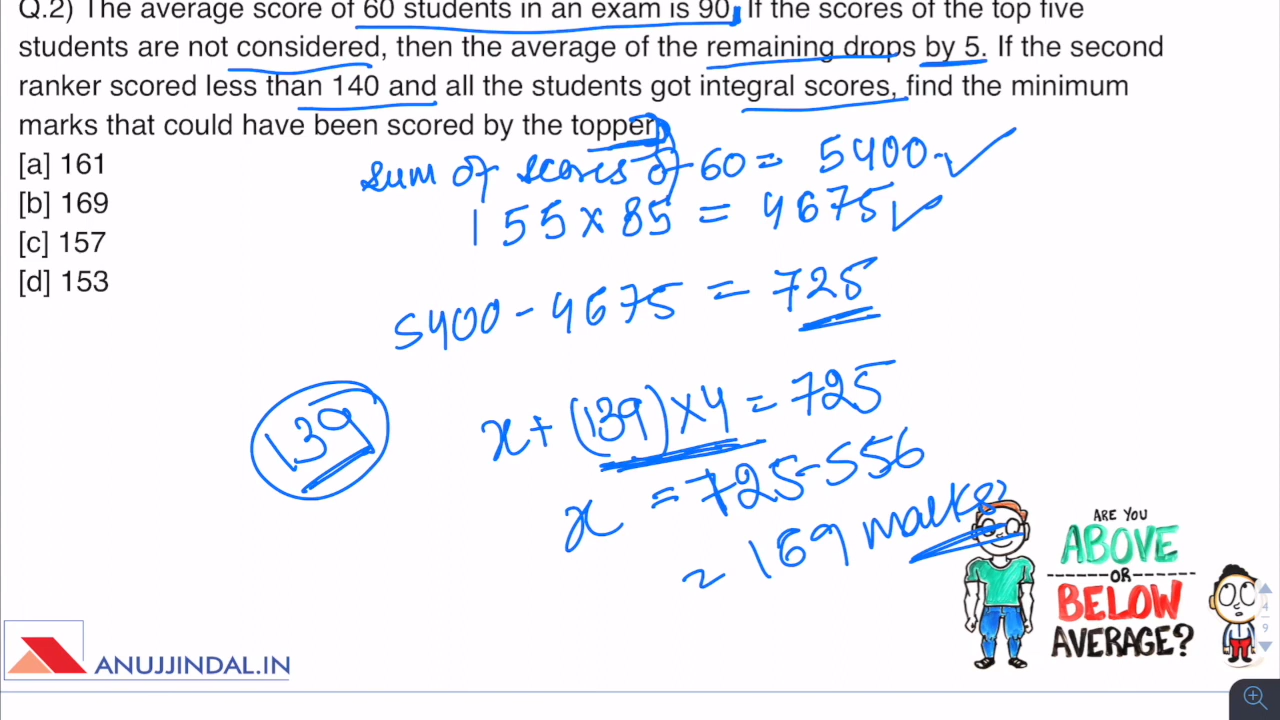 Q.2) The average score of 60 students in an exam is 90. If the scores of the top five
students are not considered, then the average of the remaining drops by 5. If the second
ranker scored less than 140 and all the students got integral scores, find the minimum
marks that could have been scored by the topper.
[a] 161
[b] 169
[c] 157
[d] 153
sum of scores of 60 = 5400
155 x 85 = 4675
5400 - 4675 = 725
139
x + (139) x 4 = 725
x = 725 - 556
= 169 marks
ARE YOU
ABOVE
OR
BELOW
AVERAGE?
4
9
ANUJJINDAL.IN